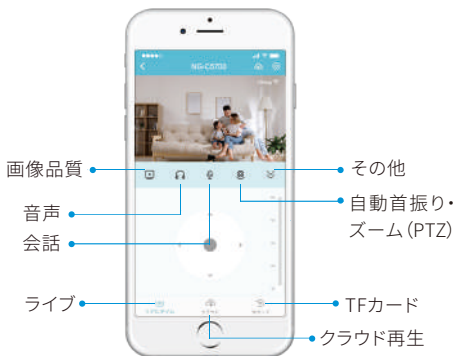 NG-C5700
画像品質
音声
会話
ライブ
その他
自動首振り・
ズーム(PTZ)
TFカード
クラウド再生